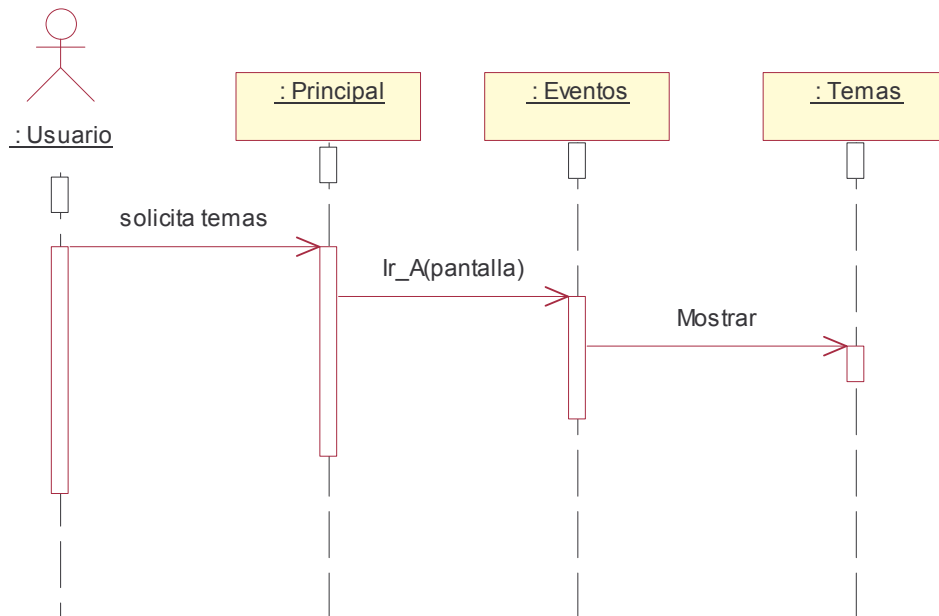 : Principal
: Eventos
: Temas
: Usuario
solicita temas
Ir_A(pantalla)
Mostrar